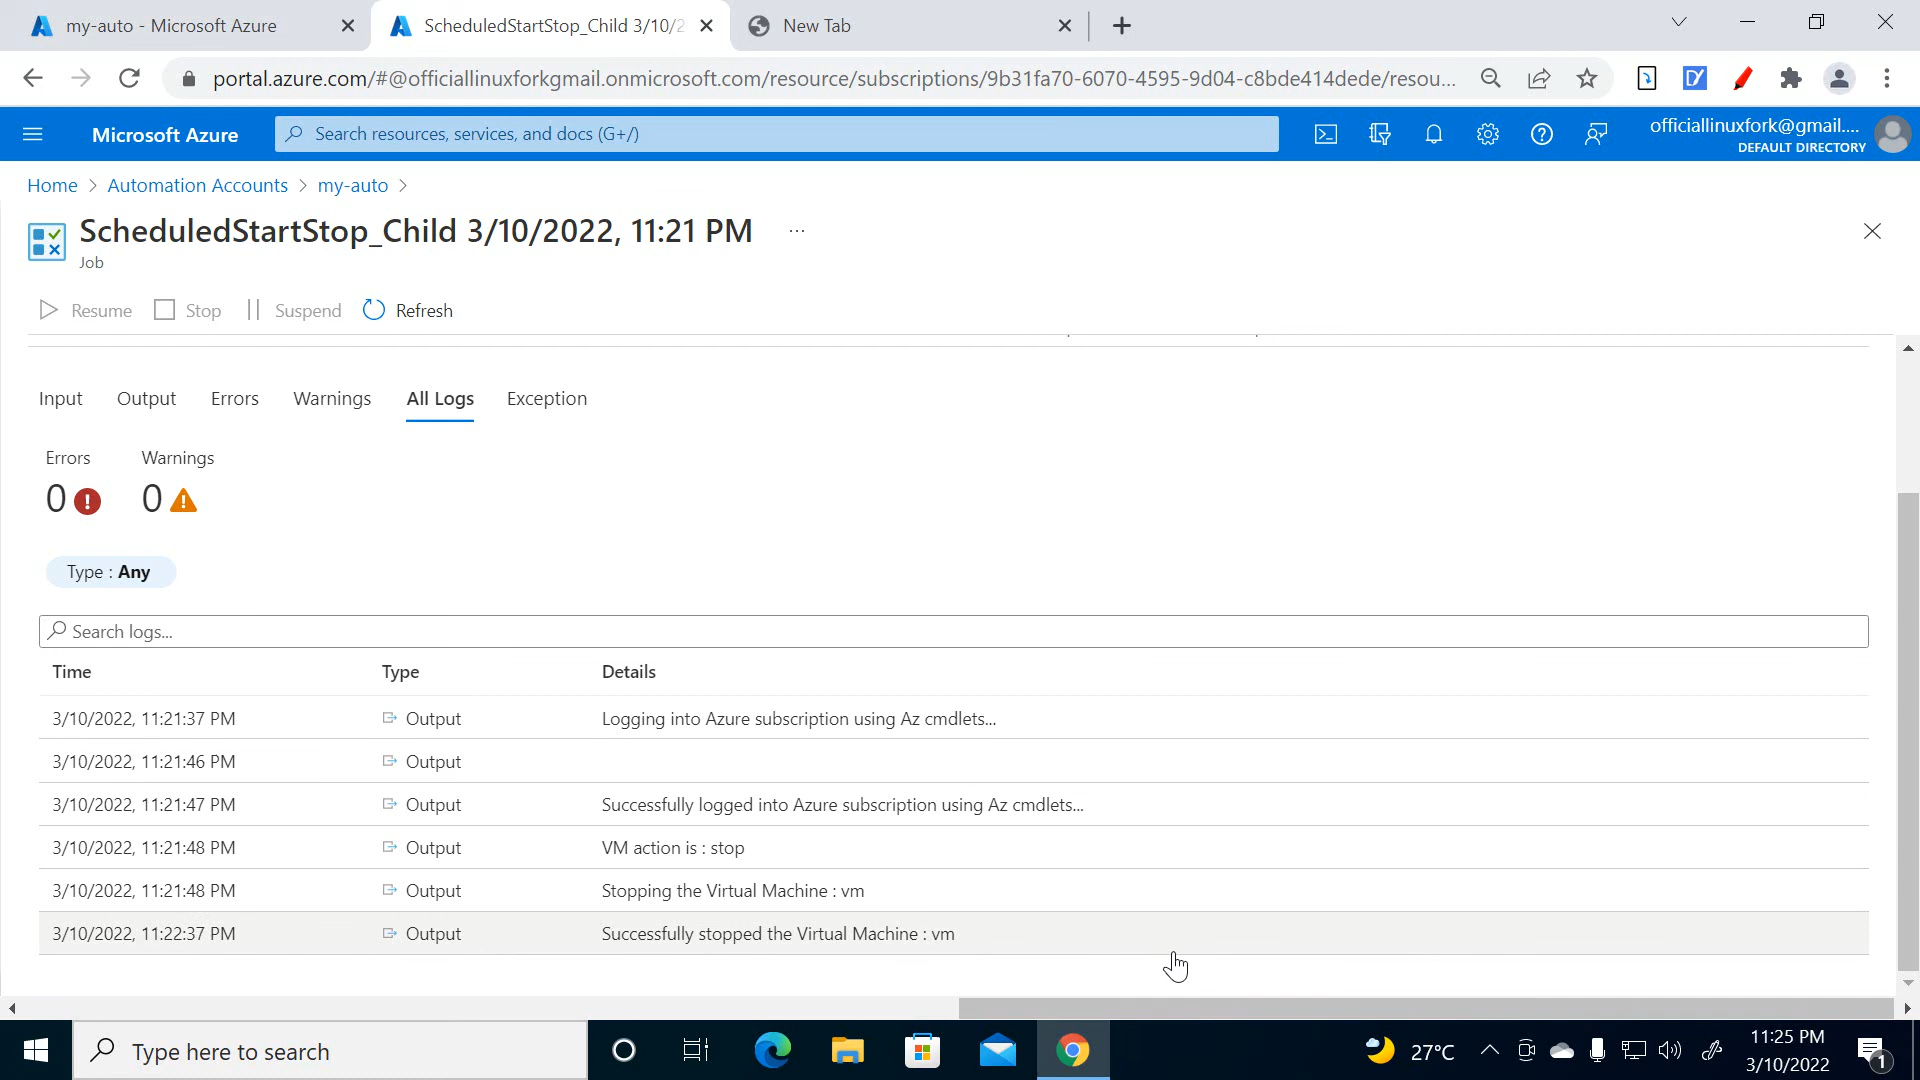 my-auto - Microsoft Azure
ScheduledStartStop_Child 3/10/2
New Tab
portal.azure.com/#@officiallinuxforkgmail.onmicrosoft.com/resource/subscriptions/9b31fa70-6070-4595-9d04-c8bde414dede/resou...
Microsoft Azure
Search resources, services, and docs (G+/)
officiallinuxfork@gmail....
DEFAULT DIRECTORY
Home > Automation Accounts > my-auto >
ScheduledStartStop_Child 3/10/2022, 11:21 PM ...
Job
Resume Stop Suspend Refresh
Input Output Errors Warnings All Logs Exception
Errors Warnings
0 0
Type : Any
Search logs...
Time Type Details
3/10/2022, 11:21:37 PM Output Logging into Azure subscription using Az cmdlets...
3/10/2022, 11:21:46 PM Output
3/10/2022, 11:21:47 PM Output Successfully logged into Azure subscription using Az cmdlets...
3/10/2022, 11:21:48 PM Output VM action is : stop
3/10/2022, 11:21:48 PM Output Stopping the Virtual Machine : vm
3/10/2022, 11:22:37 PM Output Successfully stopped the Virtual Machine : vm
Type here to search
27°C
11:25 PM
3/10/2022
1